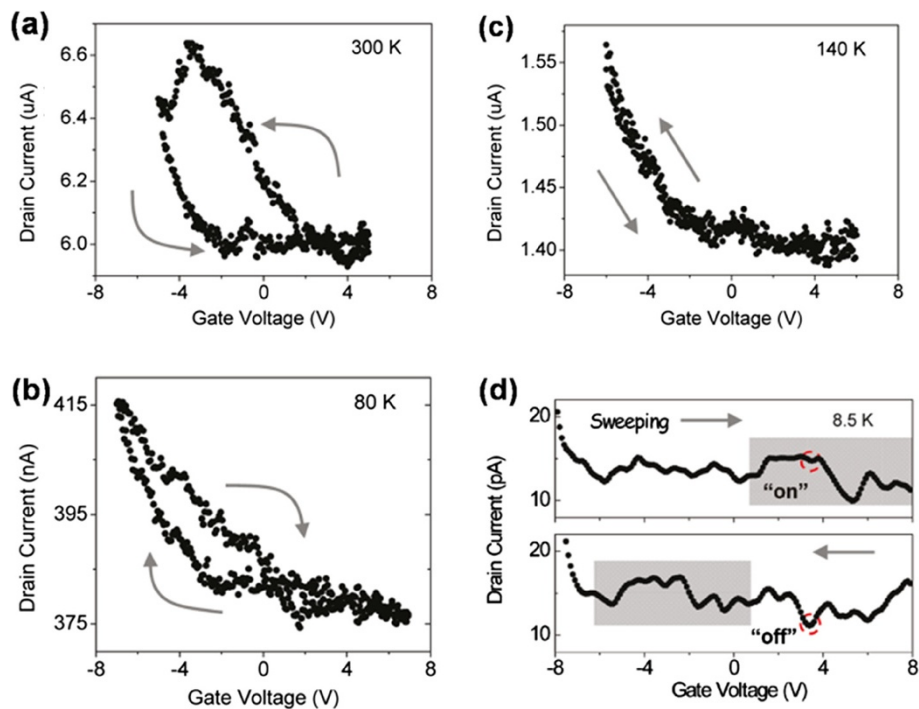 (a)
300 K
6.6
6.4
6.2
6.0
Drain Current (uA)
-8 -4 0 4 8
Gate Voltage (V)
(c)
140 K
1.55
1.50
1.45
1.40
Drain Current (uA)
-8 -4 0 4 8
Gate Voltage (V)
(b)
80 K
415
395
375
Drain Current (nA)
-8 -4 0 4 8
Gate Voltage (V)
(d)
20
10
Sweeping
8.5 K
"on"
Drain Current (pA)
20
10
"off"
-8 -4 0 4 8
Gate Voltage (V)